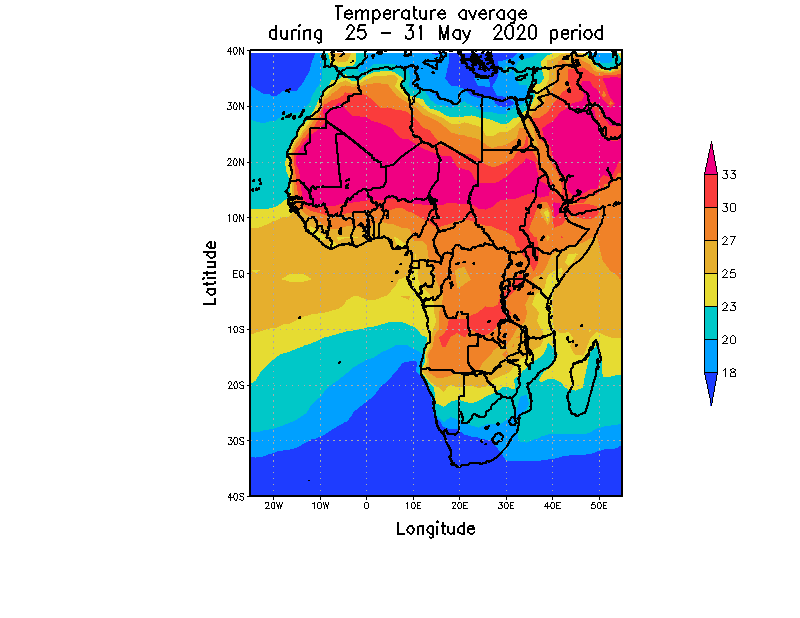 Temperature average
during 25 - 31 May 2020 period
40N
30N
20N
10N
EQ
10S
20S
30S
40S
20W 10W 0 10E 20E 30E 40E 50E
Latitude
Longitude
33
30
27
25
23
20
18